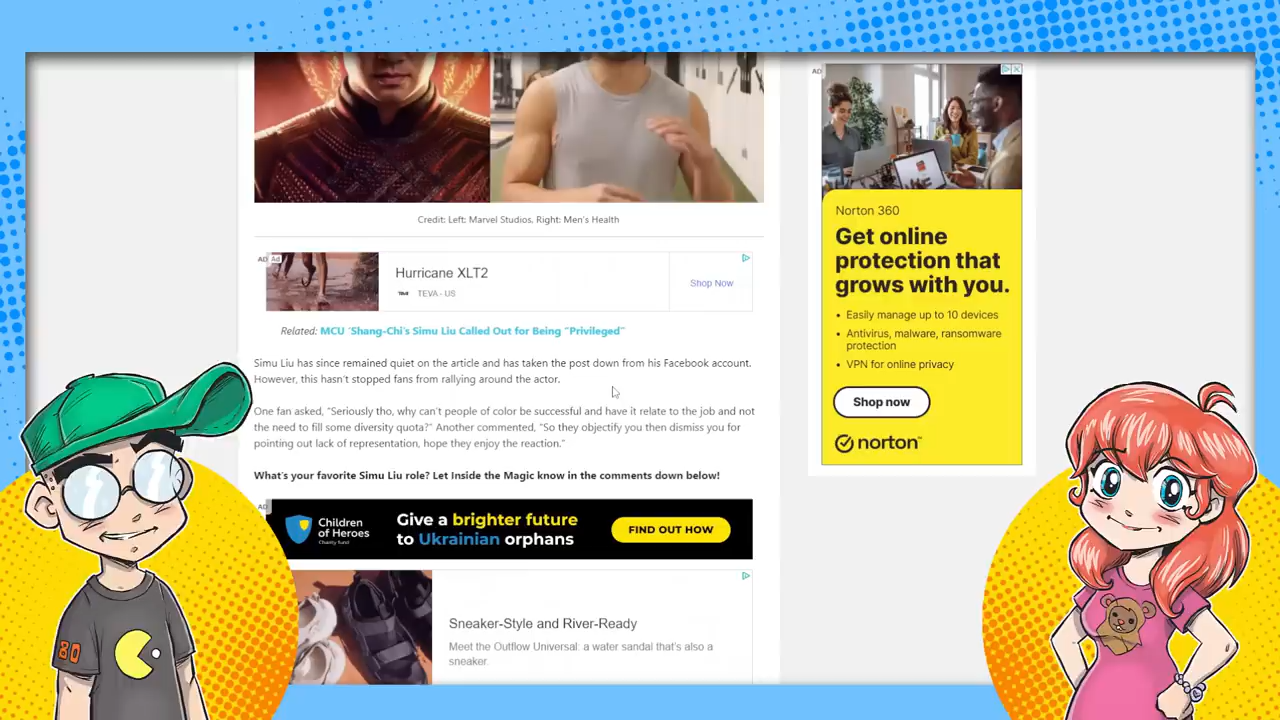 Credit: Left: Marvel Studios, Right: Men's Health
AD
Ad
Hurricane XLT2
TEVA - US
Shop Now
Related: MCU ‘Shang-Chi’s Simu Liu Called Out for Being “Privileged”
Simu Liu has since remained quiet on the article and has taken the post down from his Facebook account.
However, this hasn’t stopped fans from rallying around the actor.
One fan asked, “Seriously tho, why can’t people of color be successful and have it relate to the job and not
the need to fill some diversity quota?” Another commented, “So they objectify you then dismiss you for
pointing out lack of representation, hope they enjoy the reaction.”
What’s your favorite Simu Liu role? Let Inside the Magic know in the comments down below!
AD
Children
of Heroes
Charity fund
Give a brighter future
to Ukrainian orphans
FIND OUT HOW
Sneaker-Style and River-Ready
Meet the Outflow Universal: a water sandal that’s also a
sneaker.
AD
Norton 360
Get online
protection that
grows with you.
• Easily manage up to 10 devices
• Antivirus, malware, ransomware
protection
• VPN for online privacy
Shop now
norton
80